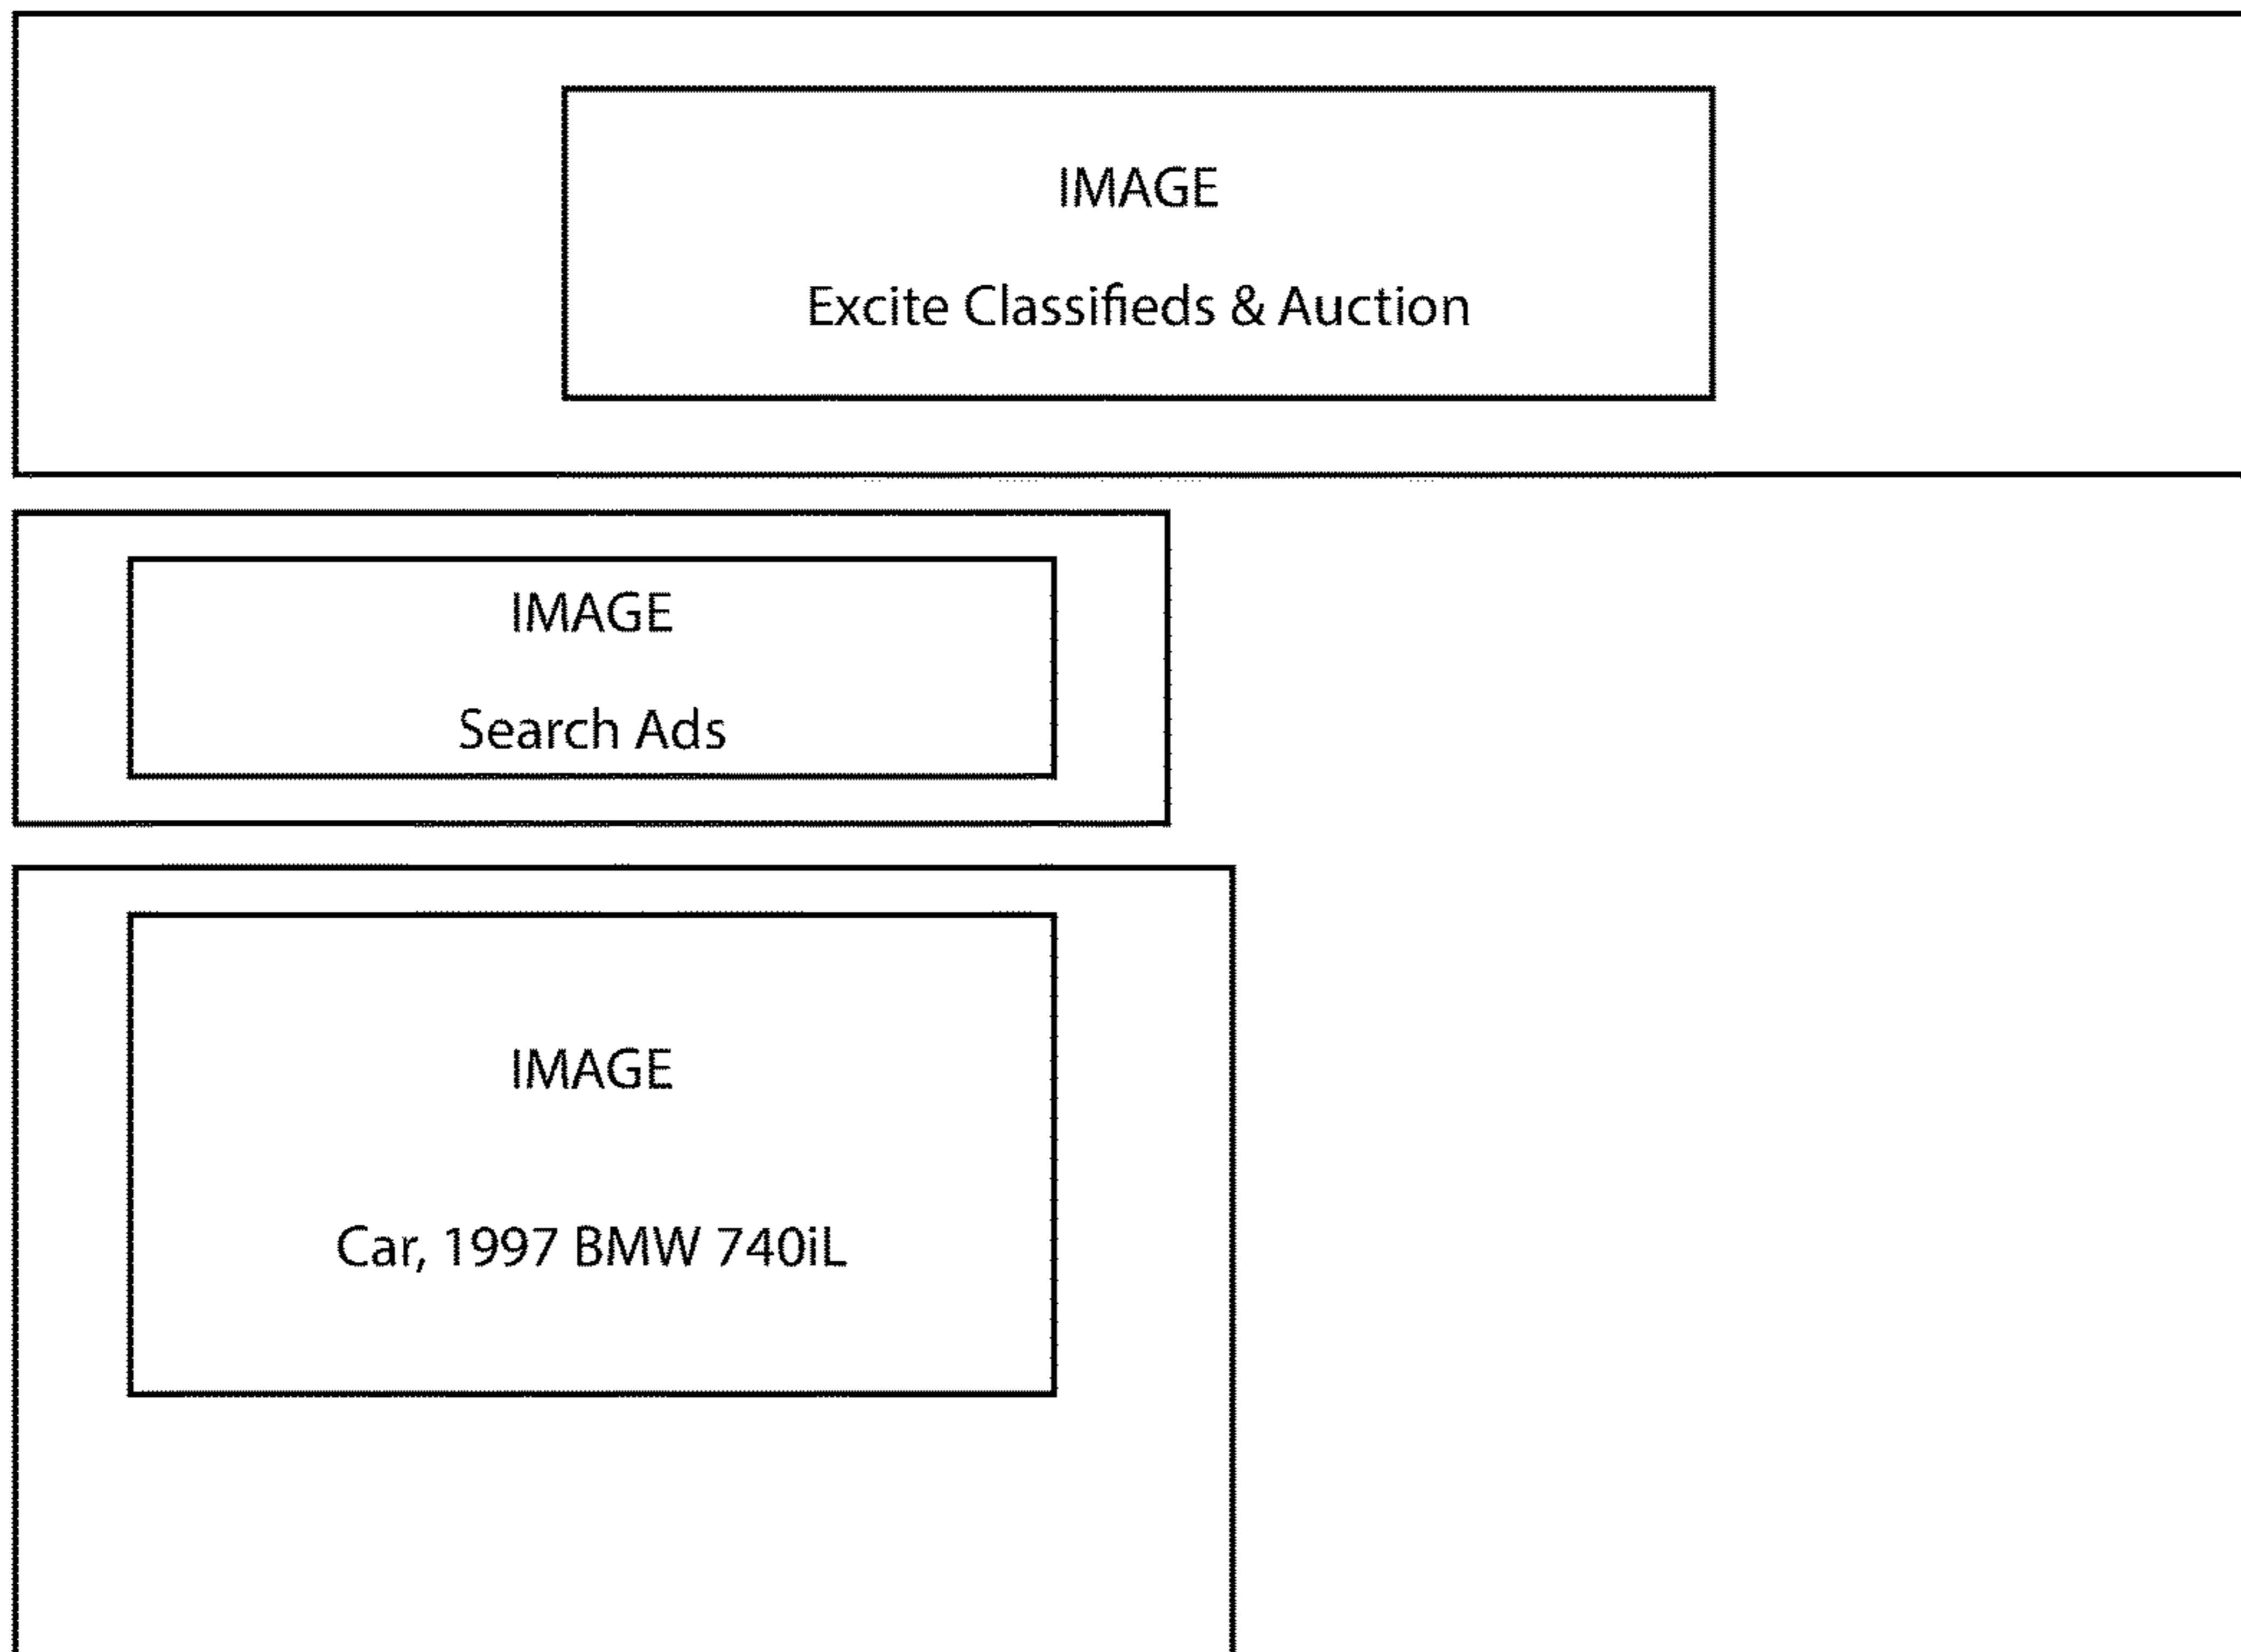 IMAGE
Excite Classifieds & Auction
IMAGE
Search Ads
IMAGE
Car, 1997 BMW 740iL